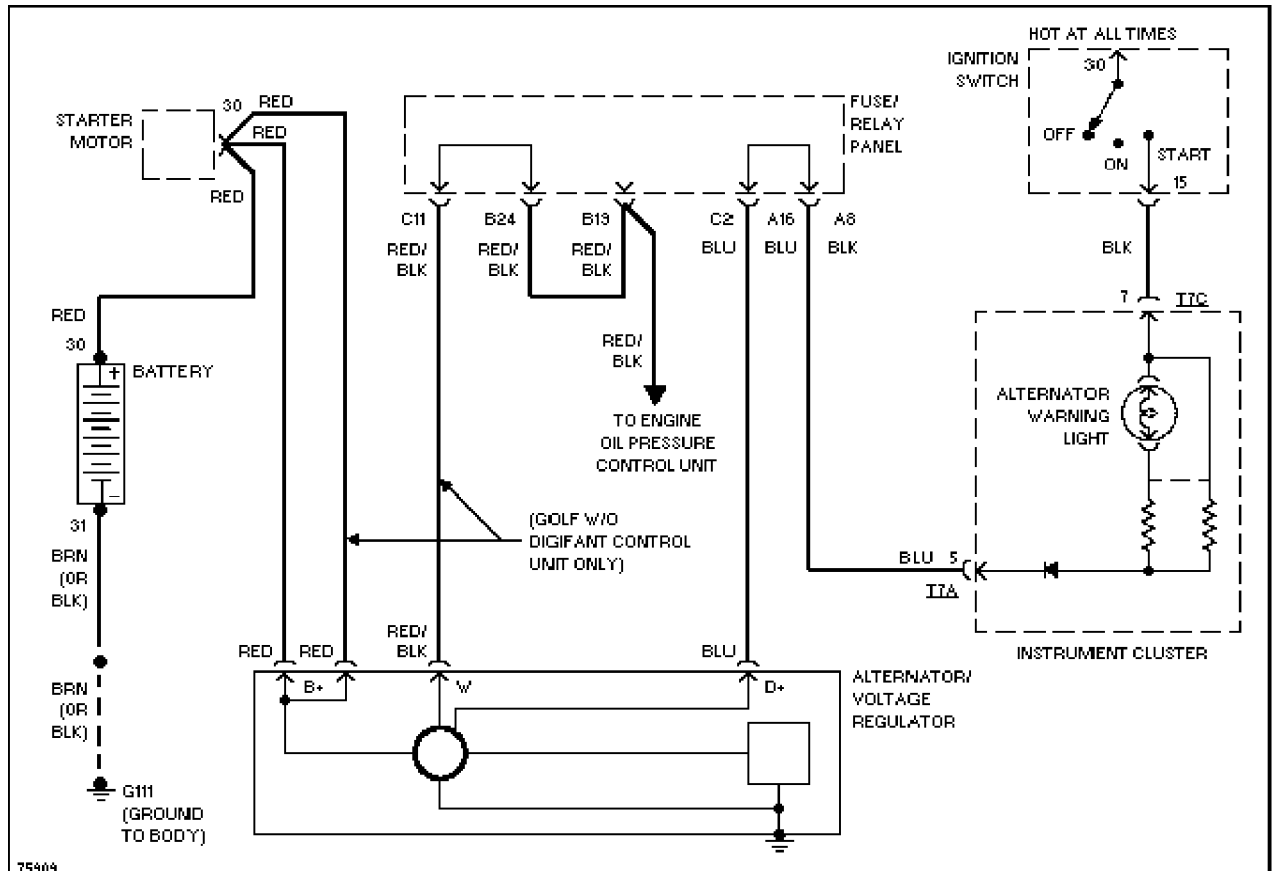 HOT AT ALL TIMES
IGNITION
SWITCH
30
OFF
ON
START
15
STARTER
MOTOR
30
RED
RED
RED
FUSE/
RELAY
PANEL
C11
B24
B19
C2
A16
A8
RED/
BLK
RED/
BLK
RED/
BLK
BLU
BLU
BLK
BLK
7
T7C
RED
30
+
BATTERY
-
31
RED/
BLK
TO ENGINE
OIL PRESSURE
CONTROL UNIT
ALTERNATOR
WARNING
LIGHT
(GOLF W/O
DIGIFANT CONTROL
UNIT ONLY)
BRN
(OR
BLK)
BLU
5
T7A
INSTRUMENT CLUSTER
RED
RED
RED/
BLK
BLU
B+
W
D+
ALTERNATOR/
VOLTAGE
REGULATOR
BRN
(OR
BLK)
G111
(GROUND
TO BODY)
75909